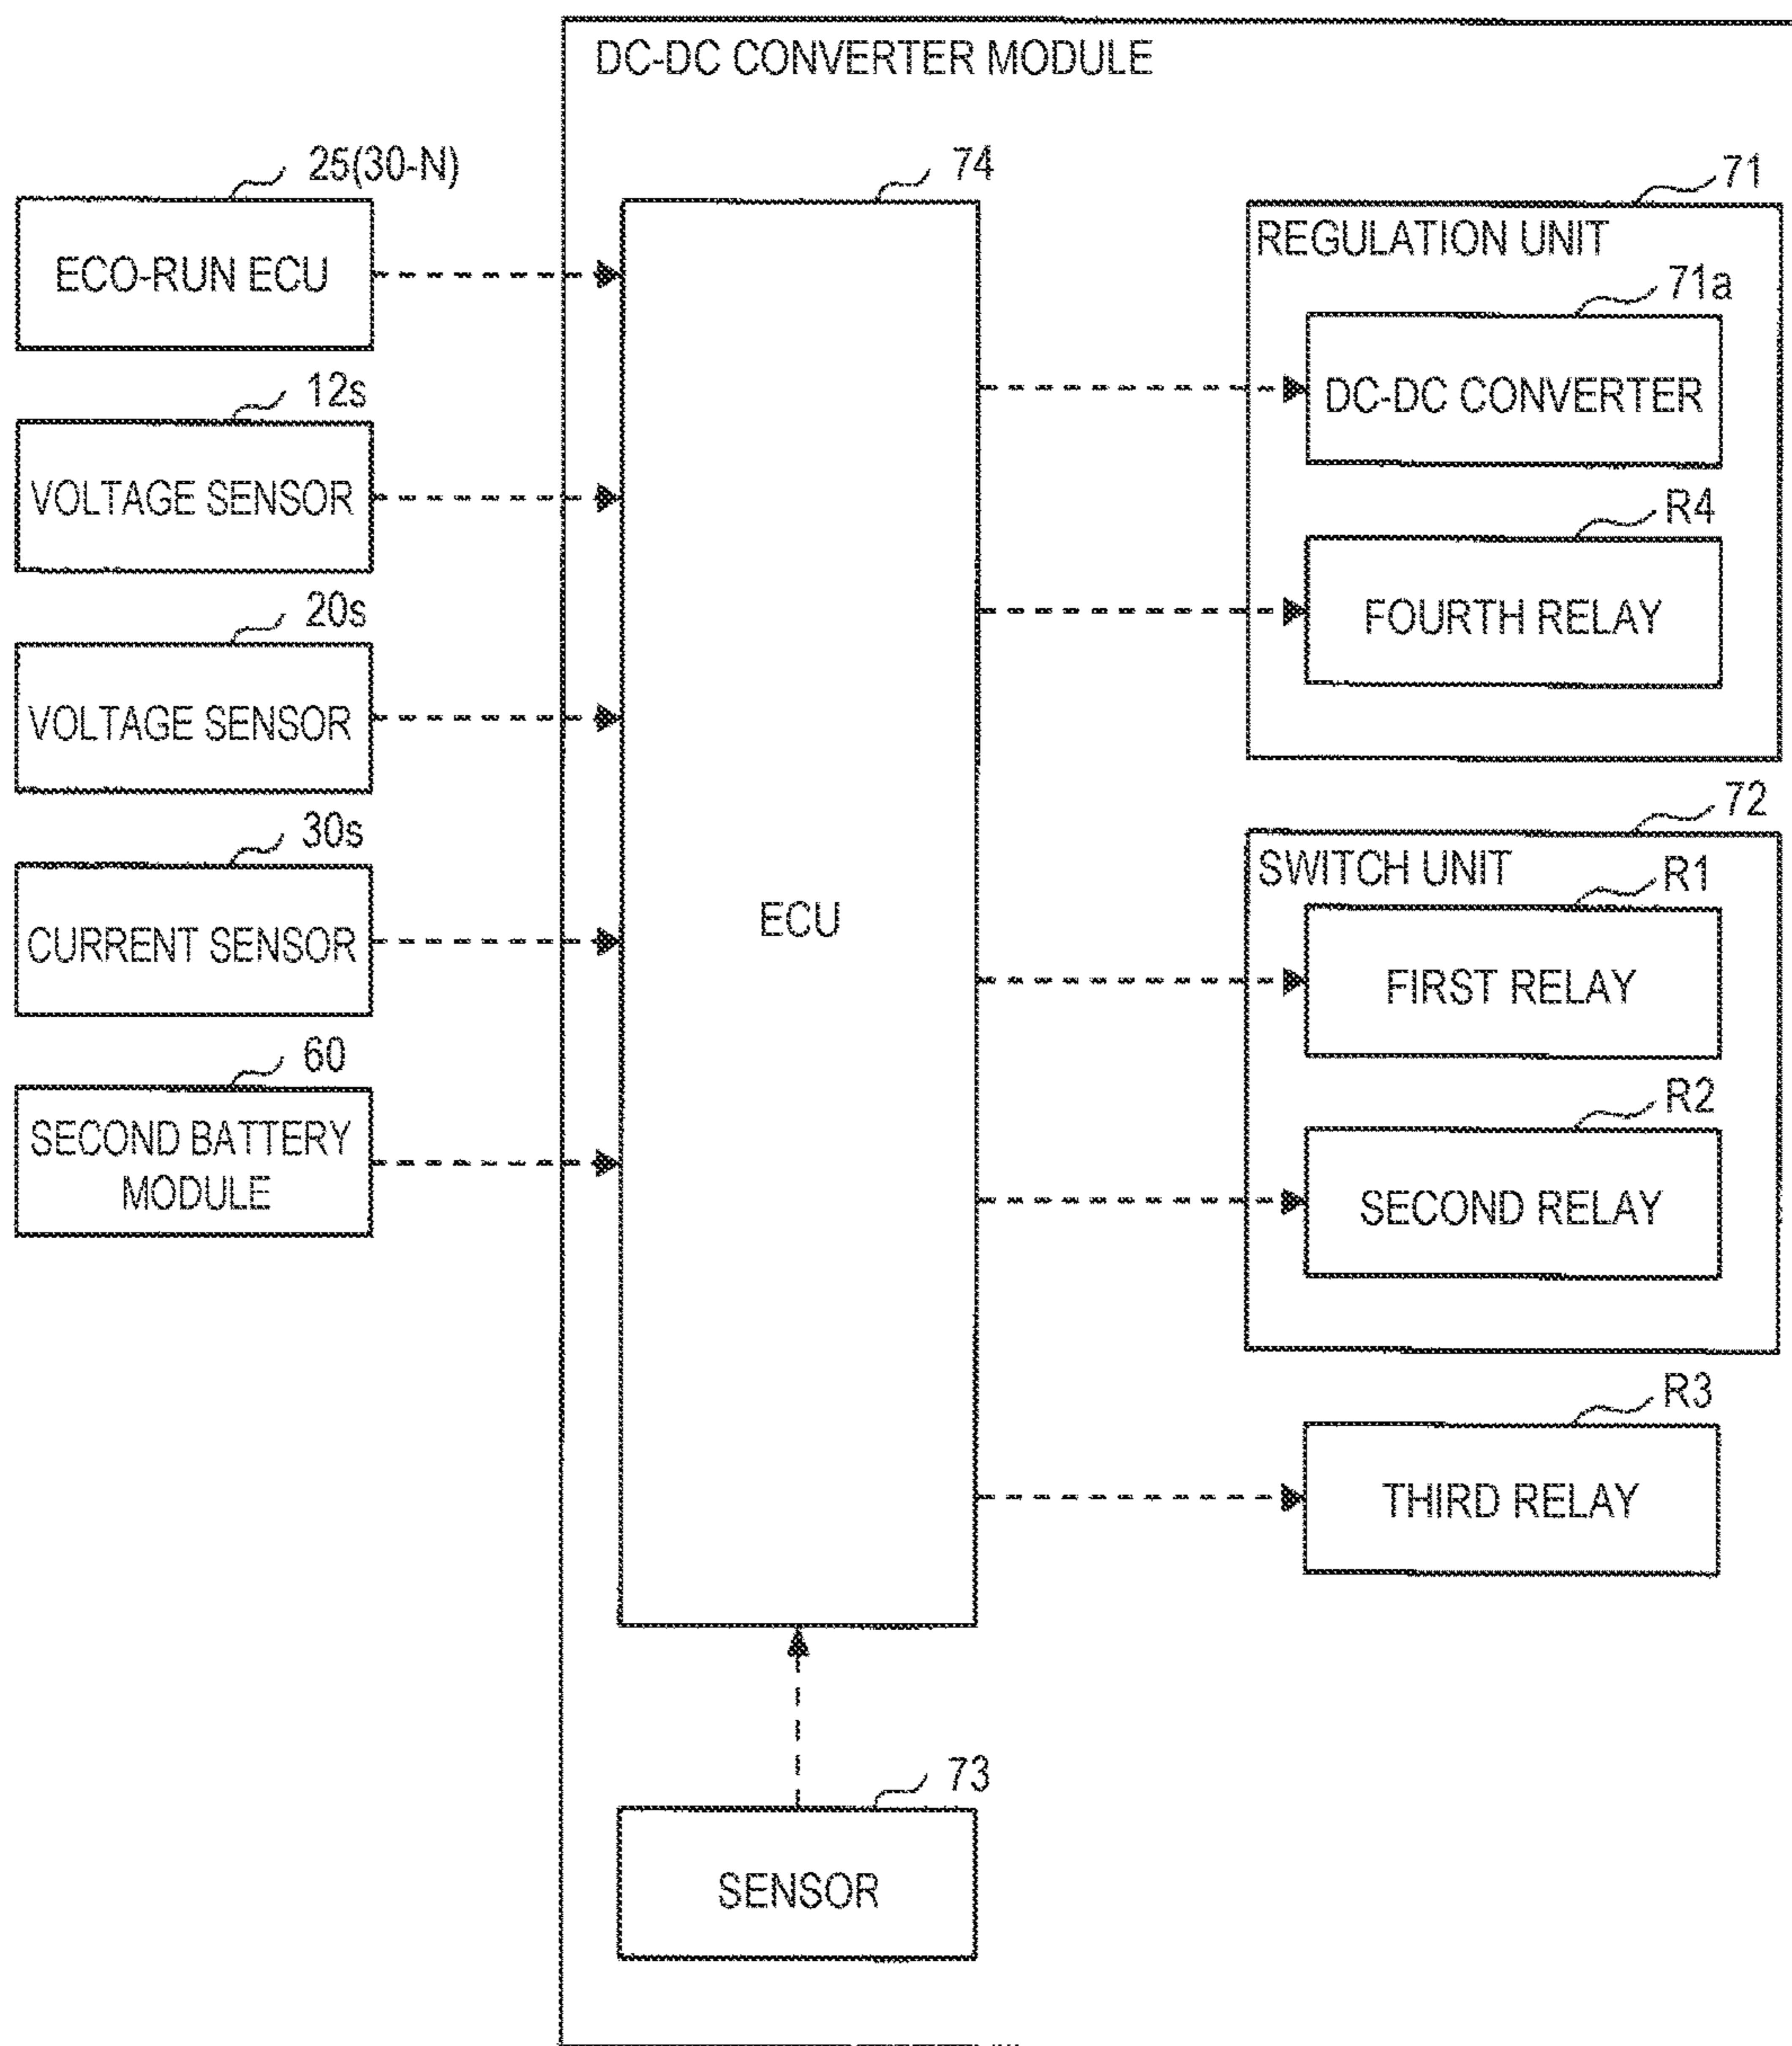 DC-DC CONVERTER MODULE
25(30-N)
ECO-RUN ECU
12s
VOLTAGE SENSOR
20s
VOLTAGE SENSOR
30s
CURRENT SENSOR
60
SECOND BATTERY
MODULE
74
ECU
73
SENSOR
71
REGULATION UNIT
71a
DC-DC CONVERTER
R4
FOURTH RELAY
72
SWITCH UNIT
R1
FIRST RELAY
R2
SECOND RELAY
R3
THIRD RELAY